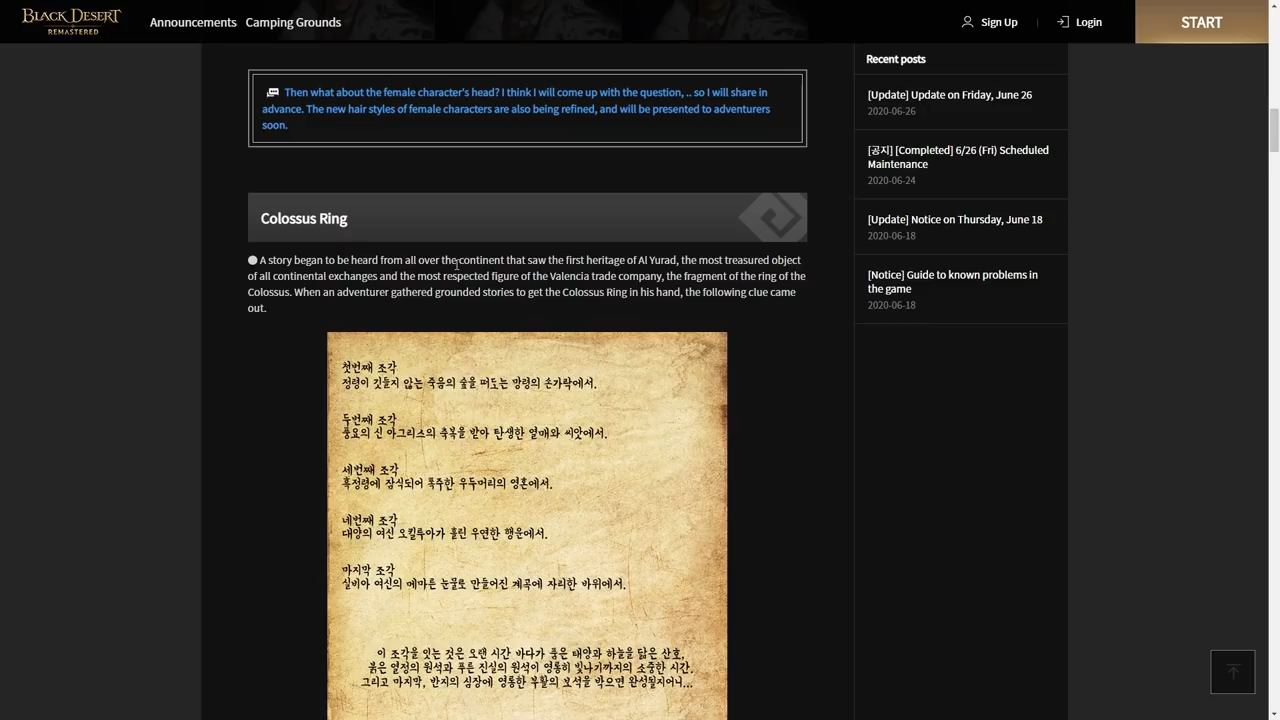 BLACK DESERT
REMASTERED
Announcements
Camping Grounds
Sign Up
Login
START
Then what about the female character's head? I think I will come up with the question, .. so I will share in
advance. The new hair styles of female characters are also being refined, and will be presented to adventurers
soon.
Colossus Ring
A story began to be heard from all over the continent that saw the first heritage of Al Yurad, the most treasured object
of all continental exchanges and the most respected figure of the Valencia trade company, the fragment of the ring of the
Colossus. When an adventurer gathered grounded stories to get the Colossus Ring in his hand, the following clue came
out.
첫번째 조각
정령이 깃들지 않는 죽음의 숲을 떠도는 망령의 손가락에서.
두번째 조각
풍요의 신 아그리스의 축복을 받아 탄생한 열매와 씨앗에서.
세번째 조각
흑정령에 잠식되어 폭주한 우두머리의 영혼에서.
네번째 조각
대양의 여신 오킬루아가 흘린 우연한 행운에서.
마지막 조각
실비아 여신의 메마른 눈물로 만들어진 계곡에 자리한 바위에서.
이 조각을 잇는 것은 오랜 시간 바다가 품은 태양과 하늘을 닮은 산호,
붉은 열정의 원석과 푸른 진실의 원석이 영롱히 빛나기까지의 소중한 시간.
그리고 마지막, 반지의 심장에 영롱한 부활의 보석을 박으면 완성될지어니...
Recent posts
[Update] Update on Friday, June 26
2020-06-26
[공지] [Completed] 6/26 (Fri) Scheduled
Maintenance
2020-06-24
[Update] Notice on Thursday, June 18
2020-06-18
[Notice] Guide to known problems in
the game
2020-06-18